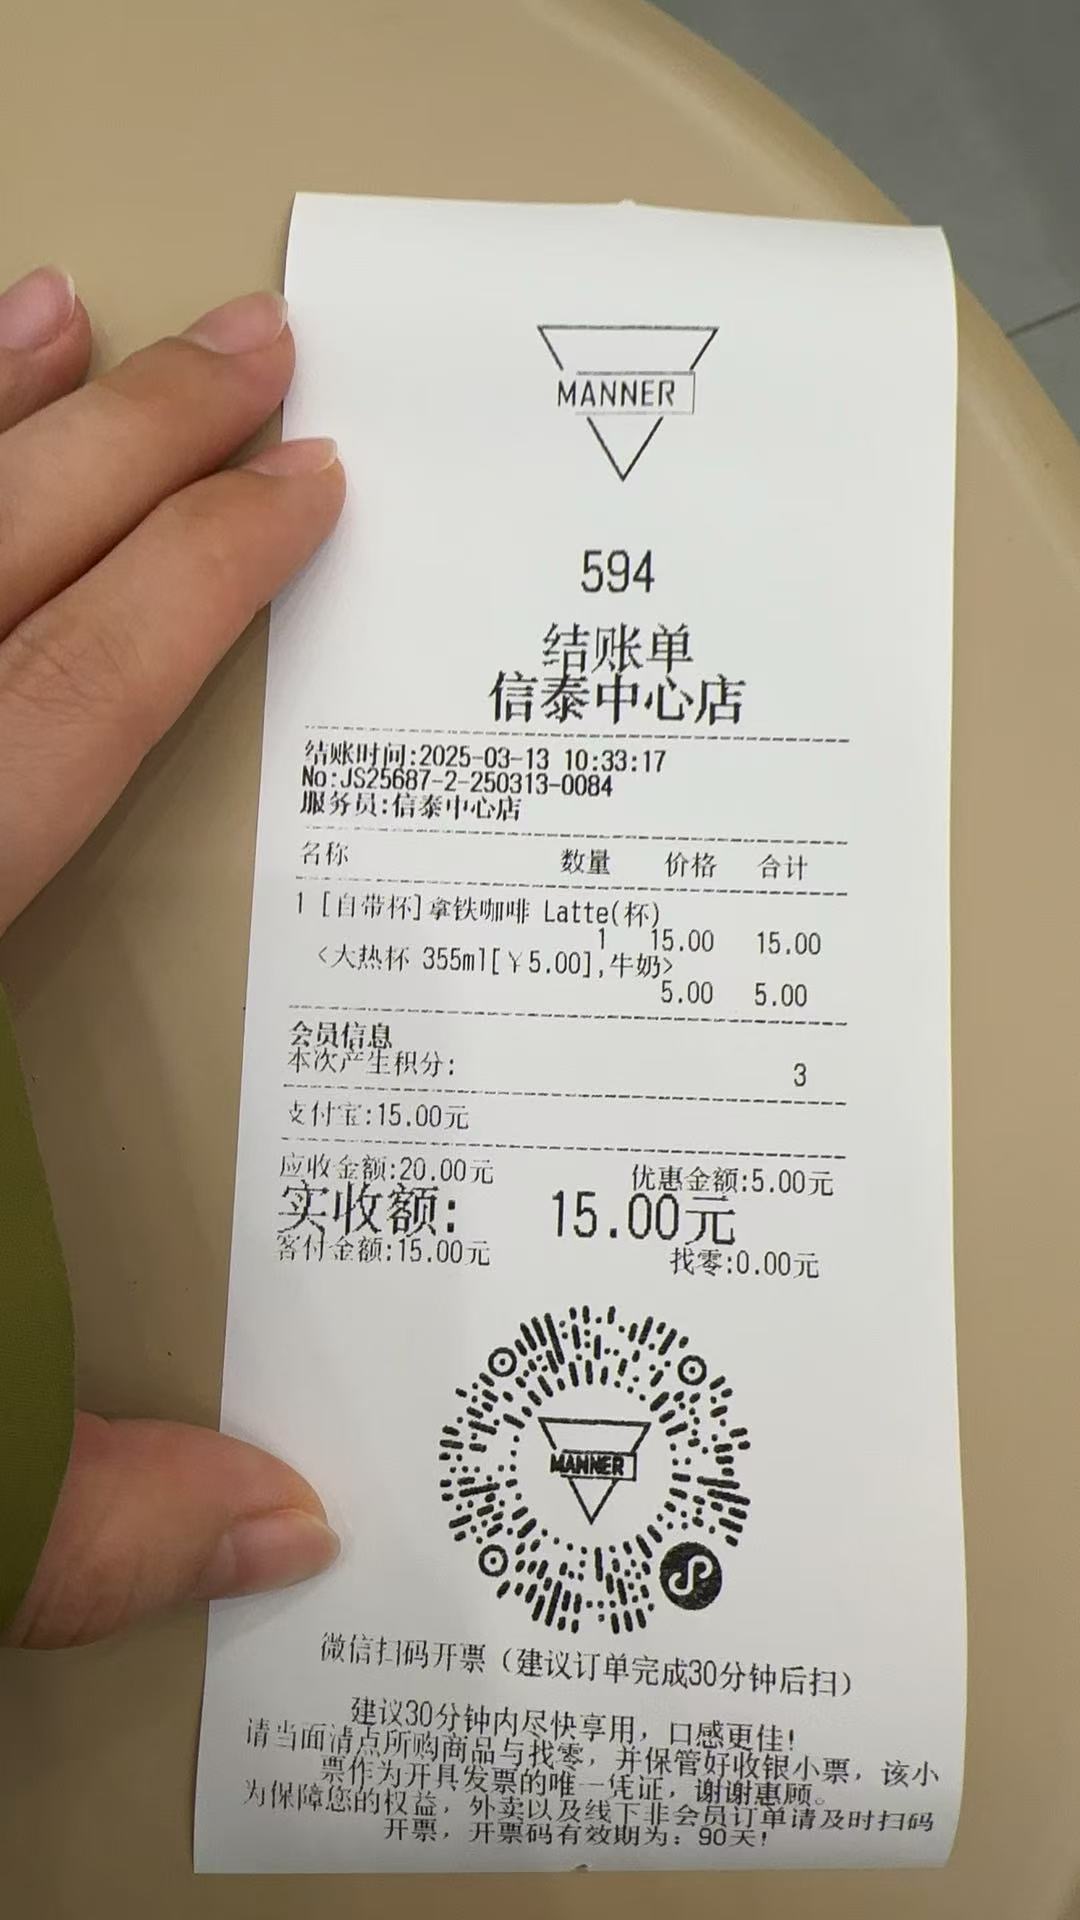 MANNER
594
结账单
信泰中心店
结账时间:2025-03-13 10:33:17
No:JS25687-2-250313-0084
服务员:信泰中心店
名称 数量 价格 合计
1 [自带杯]拿铁咖啡 Latte(杯)
1 15.00 15.00
<大热杯 355ml[￥5.00],牛奶>
5.00 5.00
会员信息
本次产生积分: 3
支付宝:15.00元
应收金额:20.00元 优惠金额:5.00元
实收额: 15.00元
客付金额:15.00元 找零:0.00元
MANNER
微信扫码开票（建议订单完成30分钟后扫）
建议30分钟内尽快享用，口感更佳!
请当面清点所购商品与找零，并保管好收银小票，该小
票作为开具发票的唯一凭证，谢谢惠顾。
为保障您的权益，外卖以及线下非会员订单请及时扫码
开票，开票码有效期为：90天!